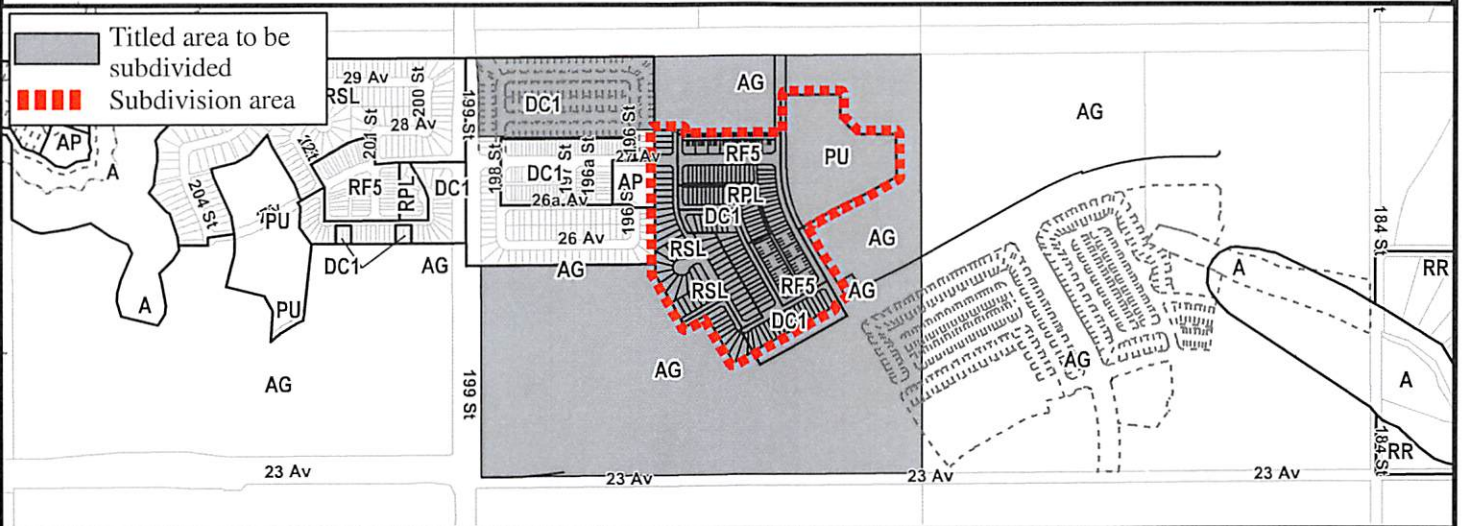 Titled area to be
subdivided
Subdivision area
29 Av
RSL
201 St
28 Av
200 St
199 St
DC1
196 St
AG
AG
AP
A
204 St
PU
RF5
RPL
DC1
198 St
DC1
197 St
196a St
27 Av
AP
196 St
26a Av
26 Av
RF5
PU
RPL
DC1
RSL
AG
DC1
AG
AG
A
PU
RSL
RF5
AG
DC1
184 St
A
RR
AG
199 St
AG
AG
A
184 St
RR
23 Av
23 Av
23 Av
23 Av